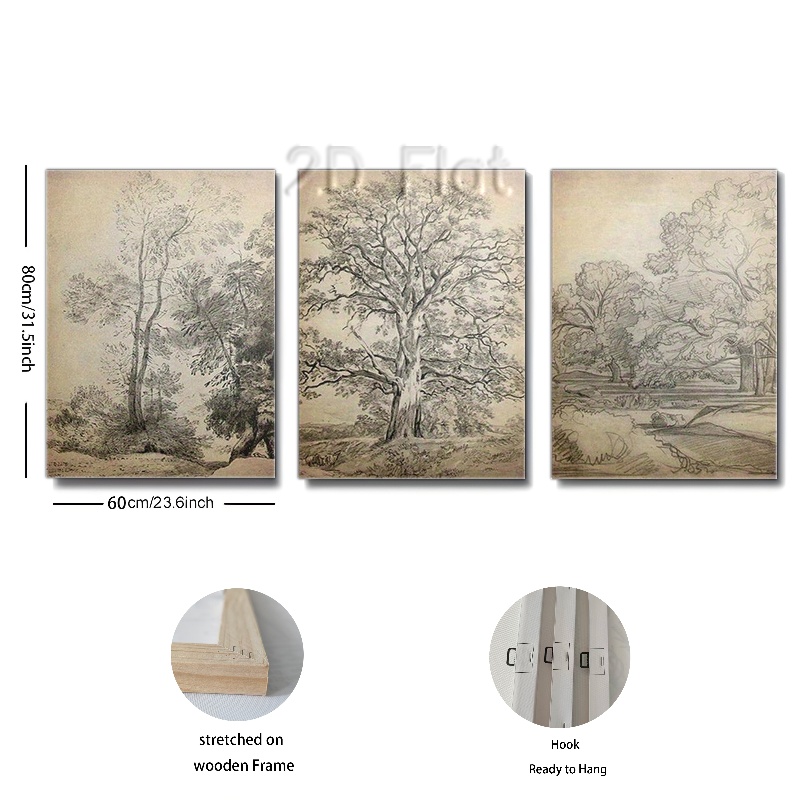 2D Flat
80cm/31.5inch
60cm/23.6inch
stretched on
wooden Frame
Hook
Ready to Hang